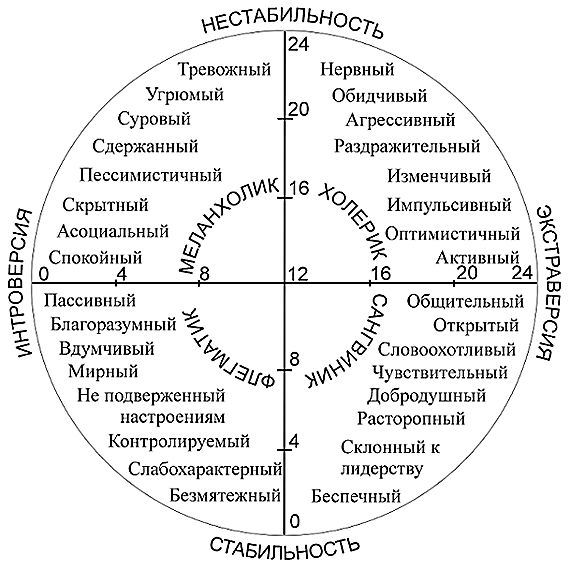 НЕСТАБИЛЬНОСТЬ
24
Тревожный
Нервный
Угрюмый
Обидчивый
20
Суровый
Агрессивный
Сдержанный
Раздражительный
Пессимистичный
Изменчивый
16
МЕЛАНХОЛИК
ХОЛЕРИК
Скрытный
Импульсивный
Асоциальный
Оптимистичный
Спокойный
Активный
ИНТРОВЕРСИЯ
ЭКСТРАВЕРСИЯ
0 4 8 12 16 20 24
Пассивный
Общительный
Благоразумный
Открытый
Вдумчивый
Словоохотливый
ФЛЕГМАТИК
САНГВИНИК
8
Мирный
Чувствительный
Не подверженный
настроениям
Добродушный
Расторопный
4
Контролируемый
Склонный к
лидерству
Слабохарактерный
Безмятежный
Беспечный
0
СТАБИЛЬНОСТЬ